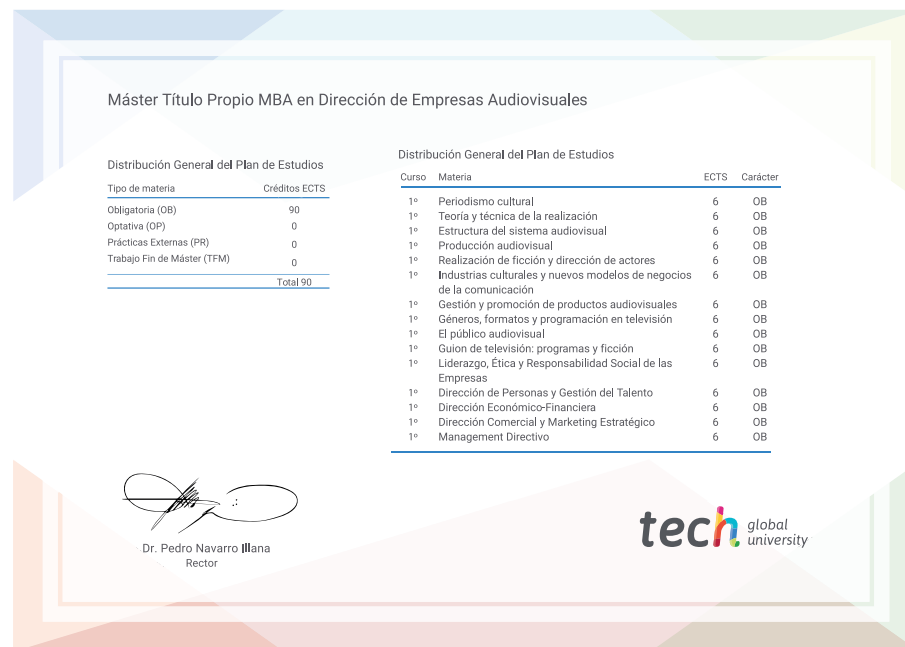 Máster Título Propio MBA en Dirección de Empresas Audiovisuales
Distribución General del Plan de Estudios
Tipo de materia Créditos ECTS
Obligatoria (OB) 90
Optativa (OP) 0
Prácticas Externas (PR) 0
Trabajo Fin de Máster (TFM) 0
Total 90
Distribución General del Plan de Estudios
Curso Materia ECTS Carácter
1º Periodismo cultural 6 OB
1º Teoría y técnica de la realización 6 OB
1º Estructura del sistema audiovisual 6 OB
1º Producción audiovisual 6 OB
1º Realización de ficción y dirección de actores 6 OB
1º Industrias culturales y nuevos modelos de negocios 6 OB
de la comunicación
1º Gestión y promoción de productos audiovisuales 6 OB
1º Géneros, formatos y programación en televisión 6 OB
1º El público audiovisual 6 OB
1º Guion de televisión: programas y ficción 6 OB
1º Liderazgo, Ética y Responsabilidad Social de las 6 OB
Empresas
1º Dirección de Personas y Gestión del Talento 6 OB
1º Dirección Económico-Financiera 6 OB
1º Dirección Comercial y Marketing Estratégico 6 OB
1º Management Directivo 6 OB
Dr. Pedro Navarro Illana
Rector
tech global
university